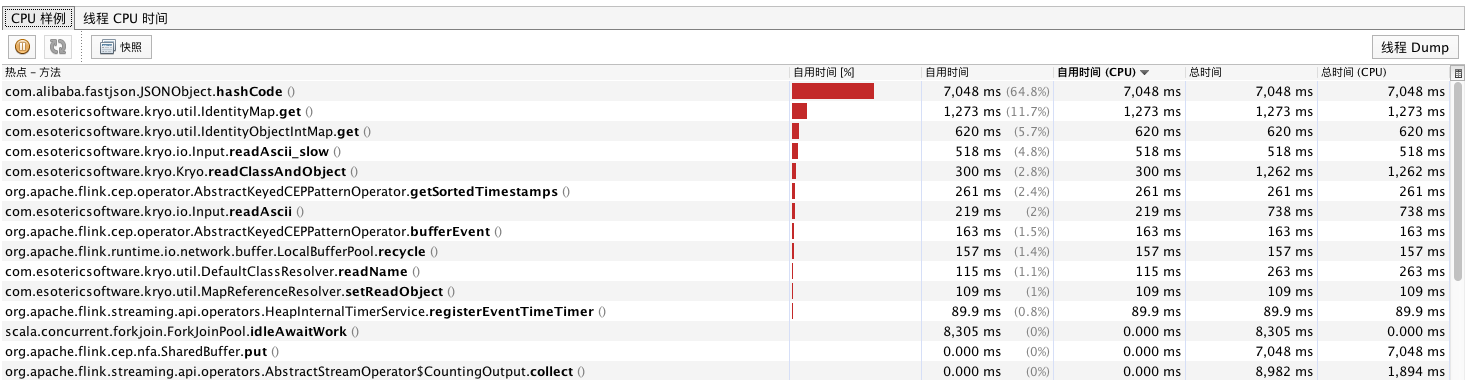 CPU 样例 线程 CPU 时间
快照 线程 Dump
热点 – 方法 自用时间 [%] 自用时间 自用时间 (CPU) 总时间 总时间 (CPU)
com.alibaba.fastjson.JSONObject.hashCode () 7,048 ms (64.8%) 7,048 ms 7,048 ms 7,048 ms
com.esotericsoftware.kryo.util.IdentityMap.get () 1,273 ms (11.7%) 1,273 ms 1,273 ms 1,273 ms
com.esotericsoftware.kryo.util.IdentityObjectIntMap.get () 620 ms (5.7%) 620 ms 620 ms 620 ms
com.esotericsoftware.kryo.io.Input.readAscii_slow () 518 ms (4.8%) 518 ms 518 ms 518 ms
com.esotericsoftware.kryo.Kryo.readClassAndObject () 300 ms (2.8%) 300 ms 1,262 ms 1,262 ms
org.apache.flink.cep.operator.AbstractKeyedCEPPatternOperator.getSortedTimestamps () 261 ms (2.4%) 261 ms 261 ms 261 ms
com.esotericsoftware.kryo.io.Input.readAscii () 219 ms (2%) 219 ms 738 ms 738 ms
org.apache.flink.cep.operator.AbstractKeyedCEPPatternOperator.bufferEvent () 163 ms (1.5%) 163 ms 163 ms 163 ms
org.apache.flink.runtime.io.network.buffer.LocalBufferPool.recycle () 157 ms (1.4%) 157 ms 157 ms 157 ms
com.esotericsoftware.kryo.util.DefaultClassResolver.readName () 115 ms (1.1%) 115 ms 263 ms 263 ms
com.esotericsoftware.kryo.util.MapReferenceResolver.setReadObject () 109 ms (1%) 109 ms 109 ms 109 ms
org.apache.flink.streaming.api.operators.HeapInternalTimerService.registerEventTimeTimer () 89.9 ms (0.8%) 89.9 ms 89.9 ms 89.9 ms
scala.concurrent.forkjoin.ForkJoinPool.idleAwaitWork () 8,305 ms (0%) 0.000 ms 8,305 ms 0.000 ms
org.apache.flink.cep.nfa.SharedBuffer.put () 0.000 ms (0%) 0.000 ms 7,048 ms 7,048 ms
org.apache.flink.streaming.api.operators.AbstractStreamOperator$CountingOutput.collect () 0.000 ms (0%) 0.000 ms 8,982 ms 1,894 ms